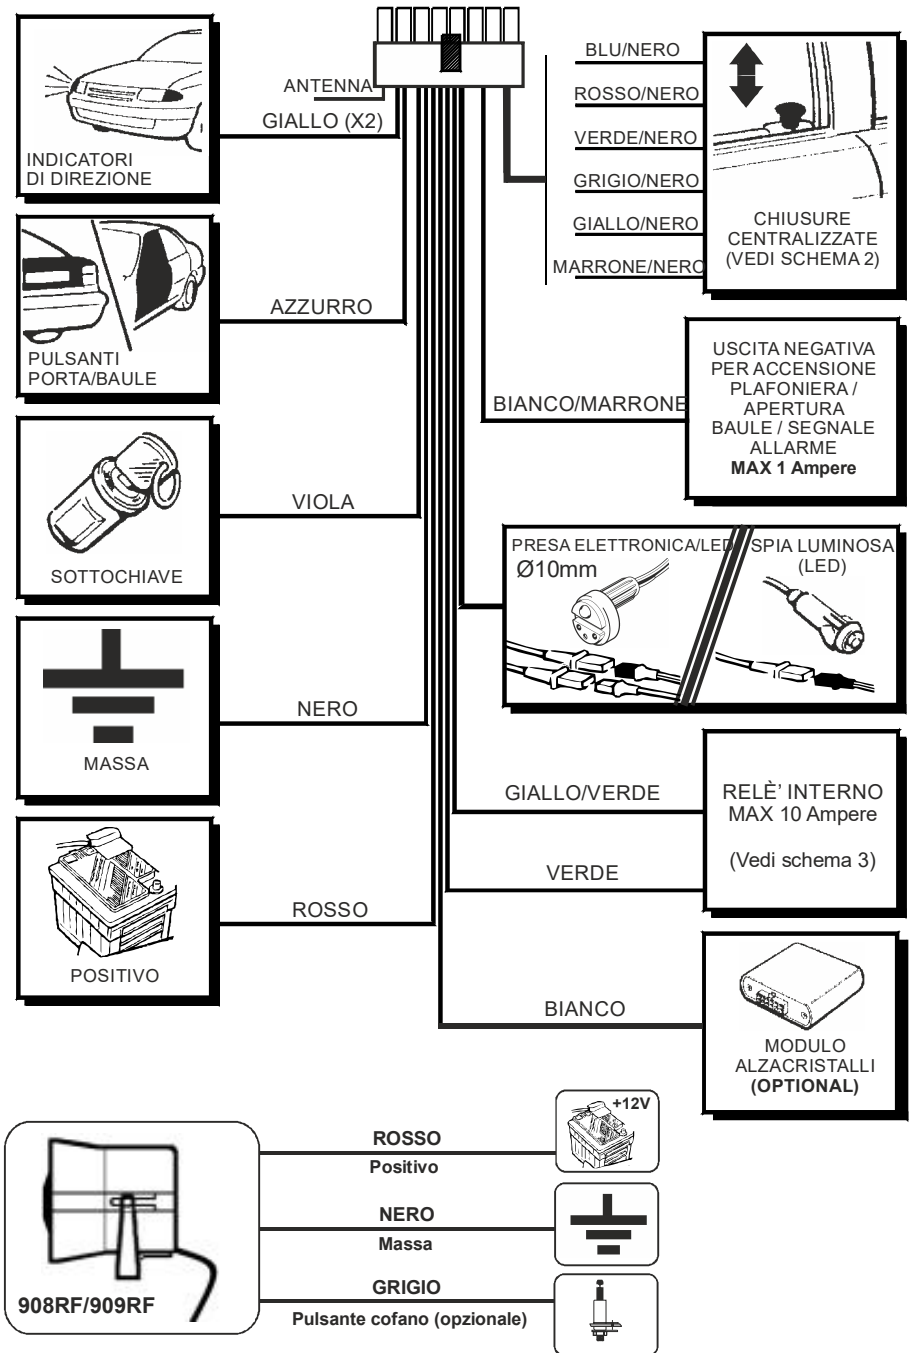 ANTENNA
GIALLO (X2)
INDICATORI
DI DIREZIONE
AZZURRO
PULSANTI
PORTA/BAULE
VIOLA
SOTTOCHIAVE
NERO
MASSA
ROSSO
POSITIVO
BLU/NERO
ROSSO/NERO
VERDE/NERO
GRIGIO/NERO
GIALLO/NERO
MARRONE/NERO
CHIUSURE
CENTRALIZZATE
(VEDI SCHEMA 2)
BIANCO/MARRONE
USCITA NEGATIVA
PER ACCENSIONE
PLAFONIERA /
APERTURA
BAULE / SEGNALE
ALLARME
MAX 1 Ampere
PRESA ELETTRONICA/LED
Ø10mm
SPIA LUMINOSA
(LED)
GIALLO/VERDE
VERDE
RELÈ' INTERNO
MAX 10 Ampere
(Vedi schema 3)
BIANCO
MODULO
ALZACRISTALLI
(OPTIONAL)
908RF/909RF
ROSSO
Positivo
+12V
NERO
Massa
GRIGIO
Pulsante cofano (opzionale)